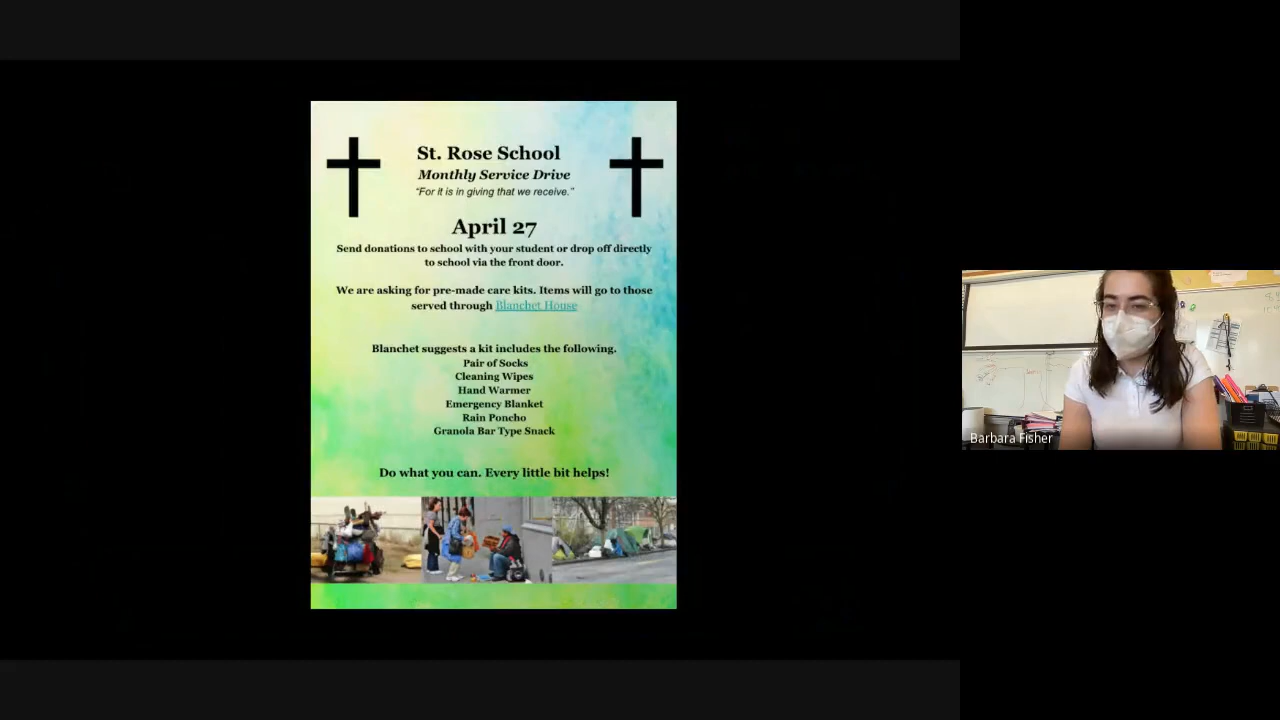 St. Rose School
Monthly Service Drive
"For it is in giving that we receive."
April 27
Send donations to school with your student or drop off directly
to school via the front door.
We are asking for pre-made care kits. Items will go to those
served through Blanchet House
Blanchet suggests a kit includes the following.
Pair of Socks
Cleaning Wipes
Hand Warmer
Emergency Blanket
Rain Poncho
Granola Bar Type Snack
Do what you can. Every little bit helps!
Barbara Fisher